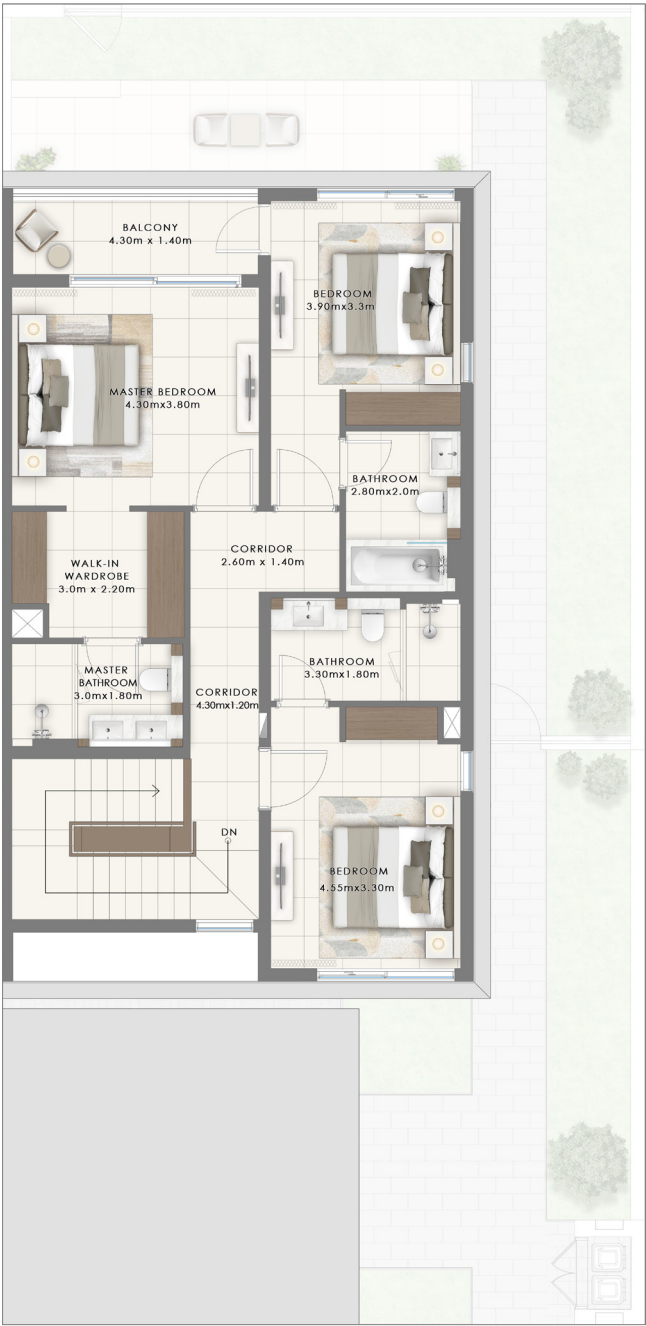 BALCONY
4.30m x 1.40m
BEDROOM
3.90mx3.3m
MASTER BEDROOM
4.30mx3.80m
BATHROOM
2.80mx2.0m
CORRIDOR
2.60m x 1.40m
WALK-IN
WARDROBE
3.0m x 2.20m
BATHROOM
3.30mx1.80m
MASTER
BATHROOM
3.0mx1.80m
CORRIDOR
4.30mx1.20m
DN
BEDROOM
4.55mx3.30m